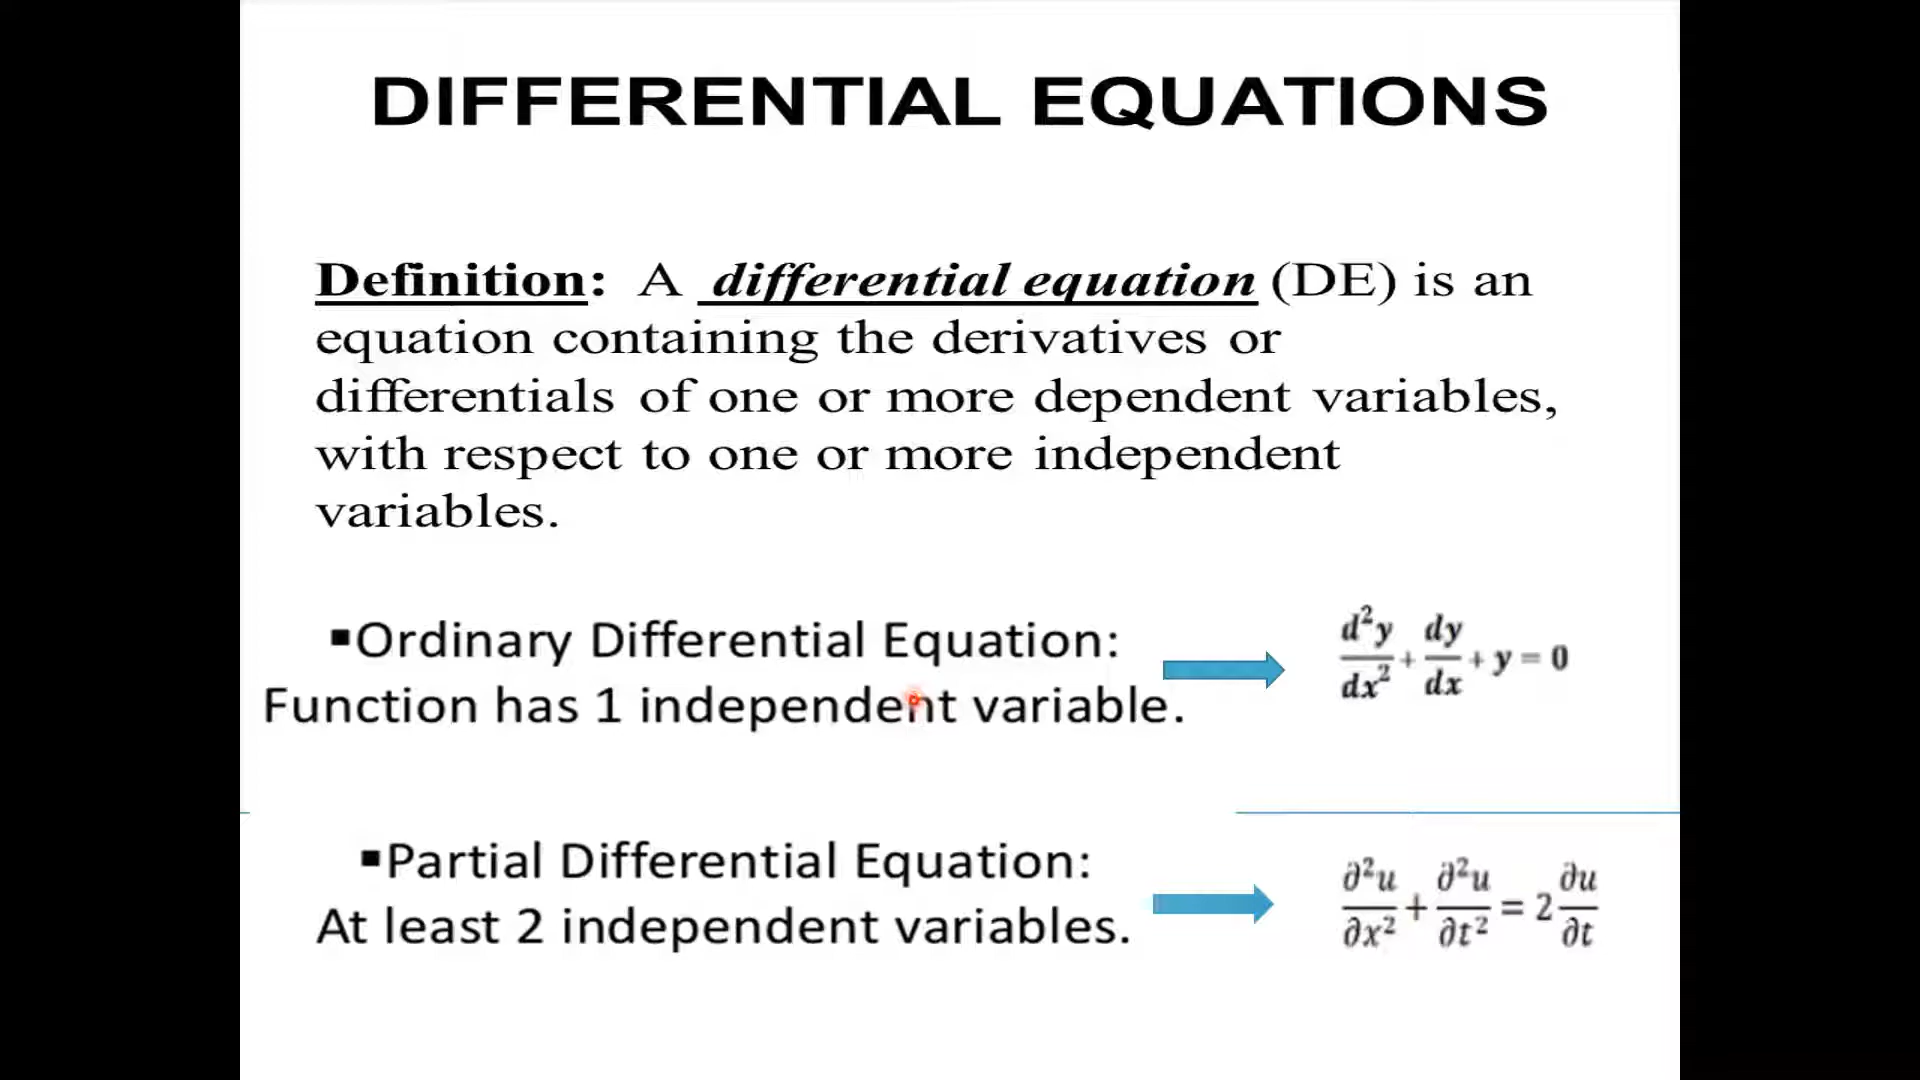 DIFFERENTIAL EQUATIONS
Definition: A differential equation (DE) is an
equation containing the derivatives or
differentials of one or more dependent variables,
with respect to one or more independent
variables.
▪Ordinary Differential Equation:
Function has 1 independent variable.
d²y/dx² + dy/dx + y = 0
▪Partial Differential Equation:
At least 2 independent variables.
∂²u/∂x² + ∂²u/∂t² = 2 ∂u/∂t